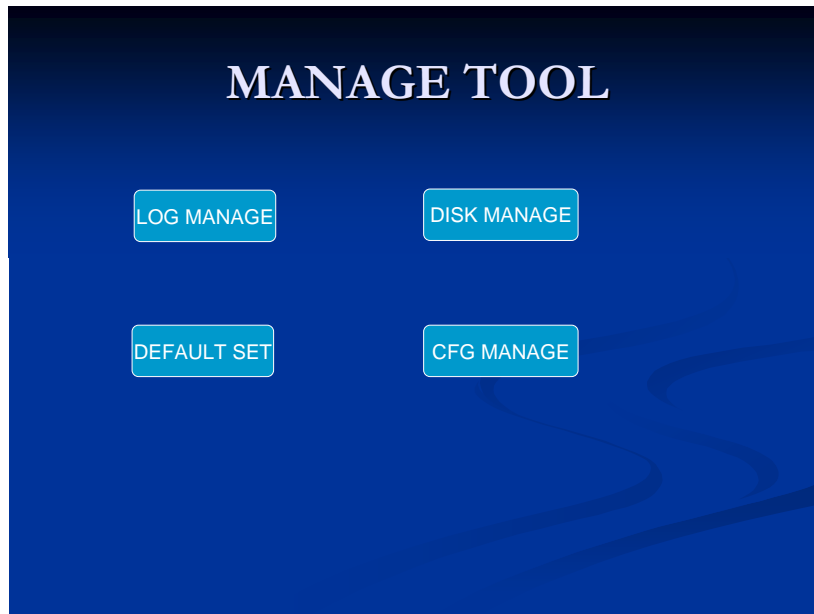 MANAGE TOOL
LOG MANAGE
DISK MANAGE
DEFAULT SET
CFG MANAGE